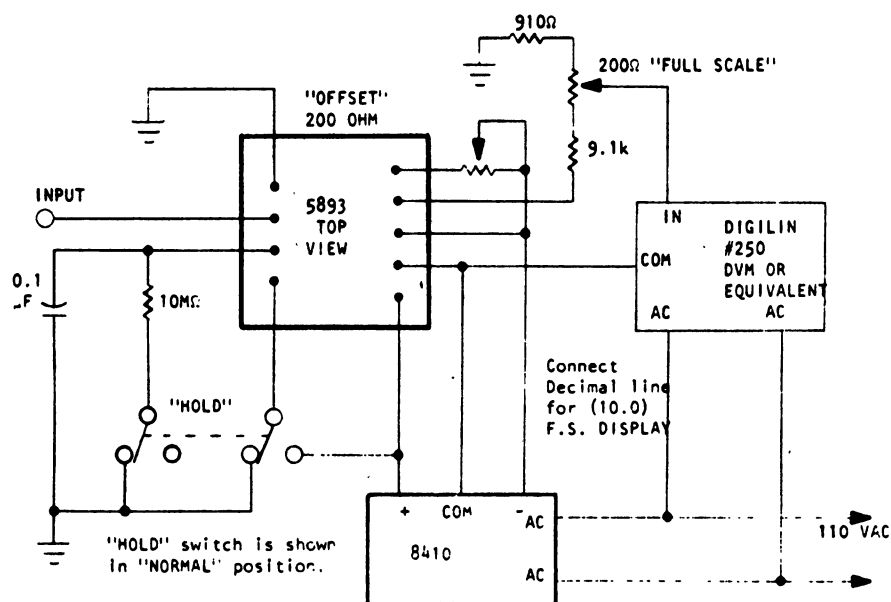 910Ω
200Ω "FULL SCALE"
"OFFSET"
200 OHM
9.1k
INPUT
5893
TOP
VIEW
IN
DIGILIN
#250
DVM OR
EQUIVALENT
COM
AC
AC
0.1
F
10MΩ
"HOLD"
Connect
Decimal line
for (10.0)
F.S. DISPLAY
+
COM
-
AC
8410
AC
110 VAC
"HOLD" switch is shown
in "NORMAL" position.